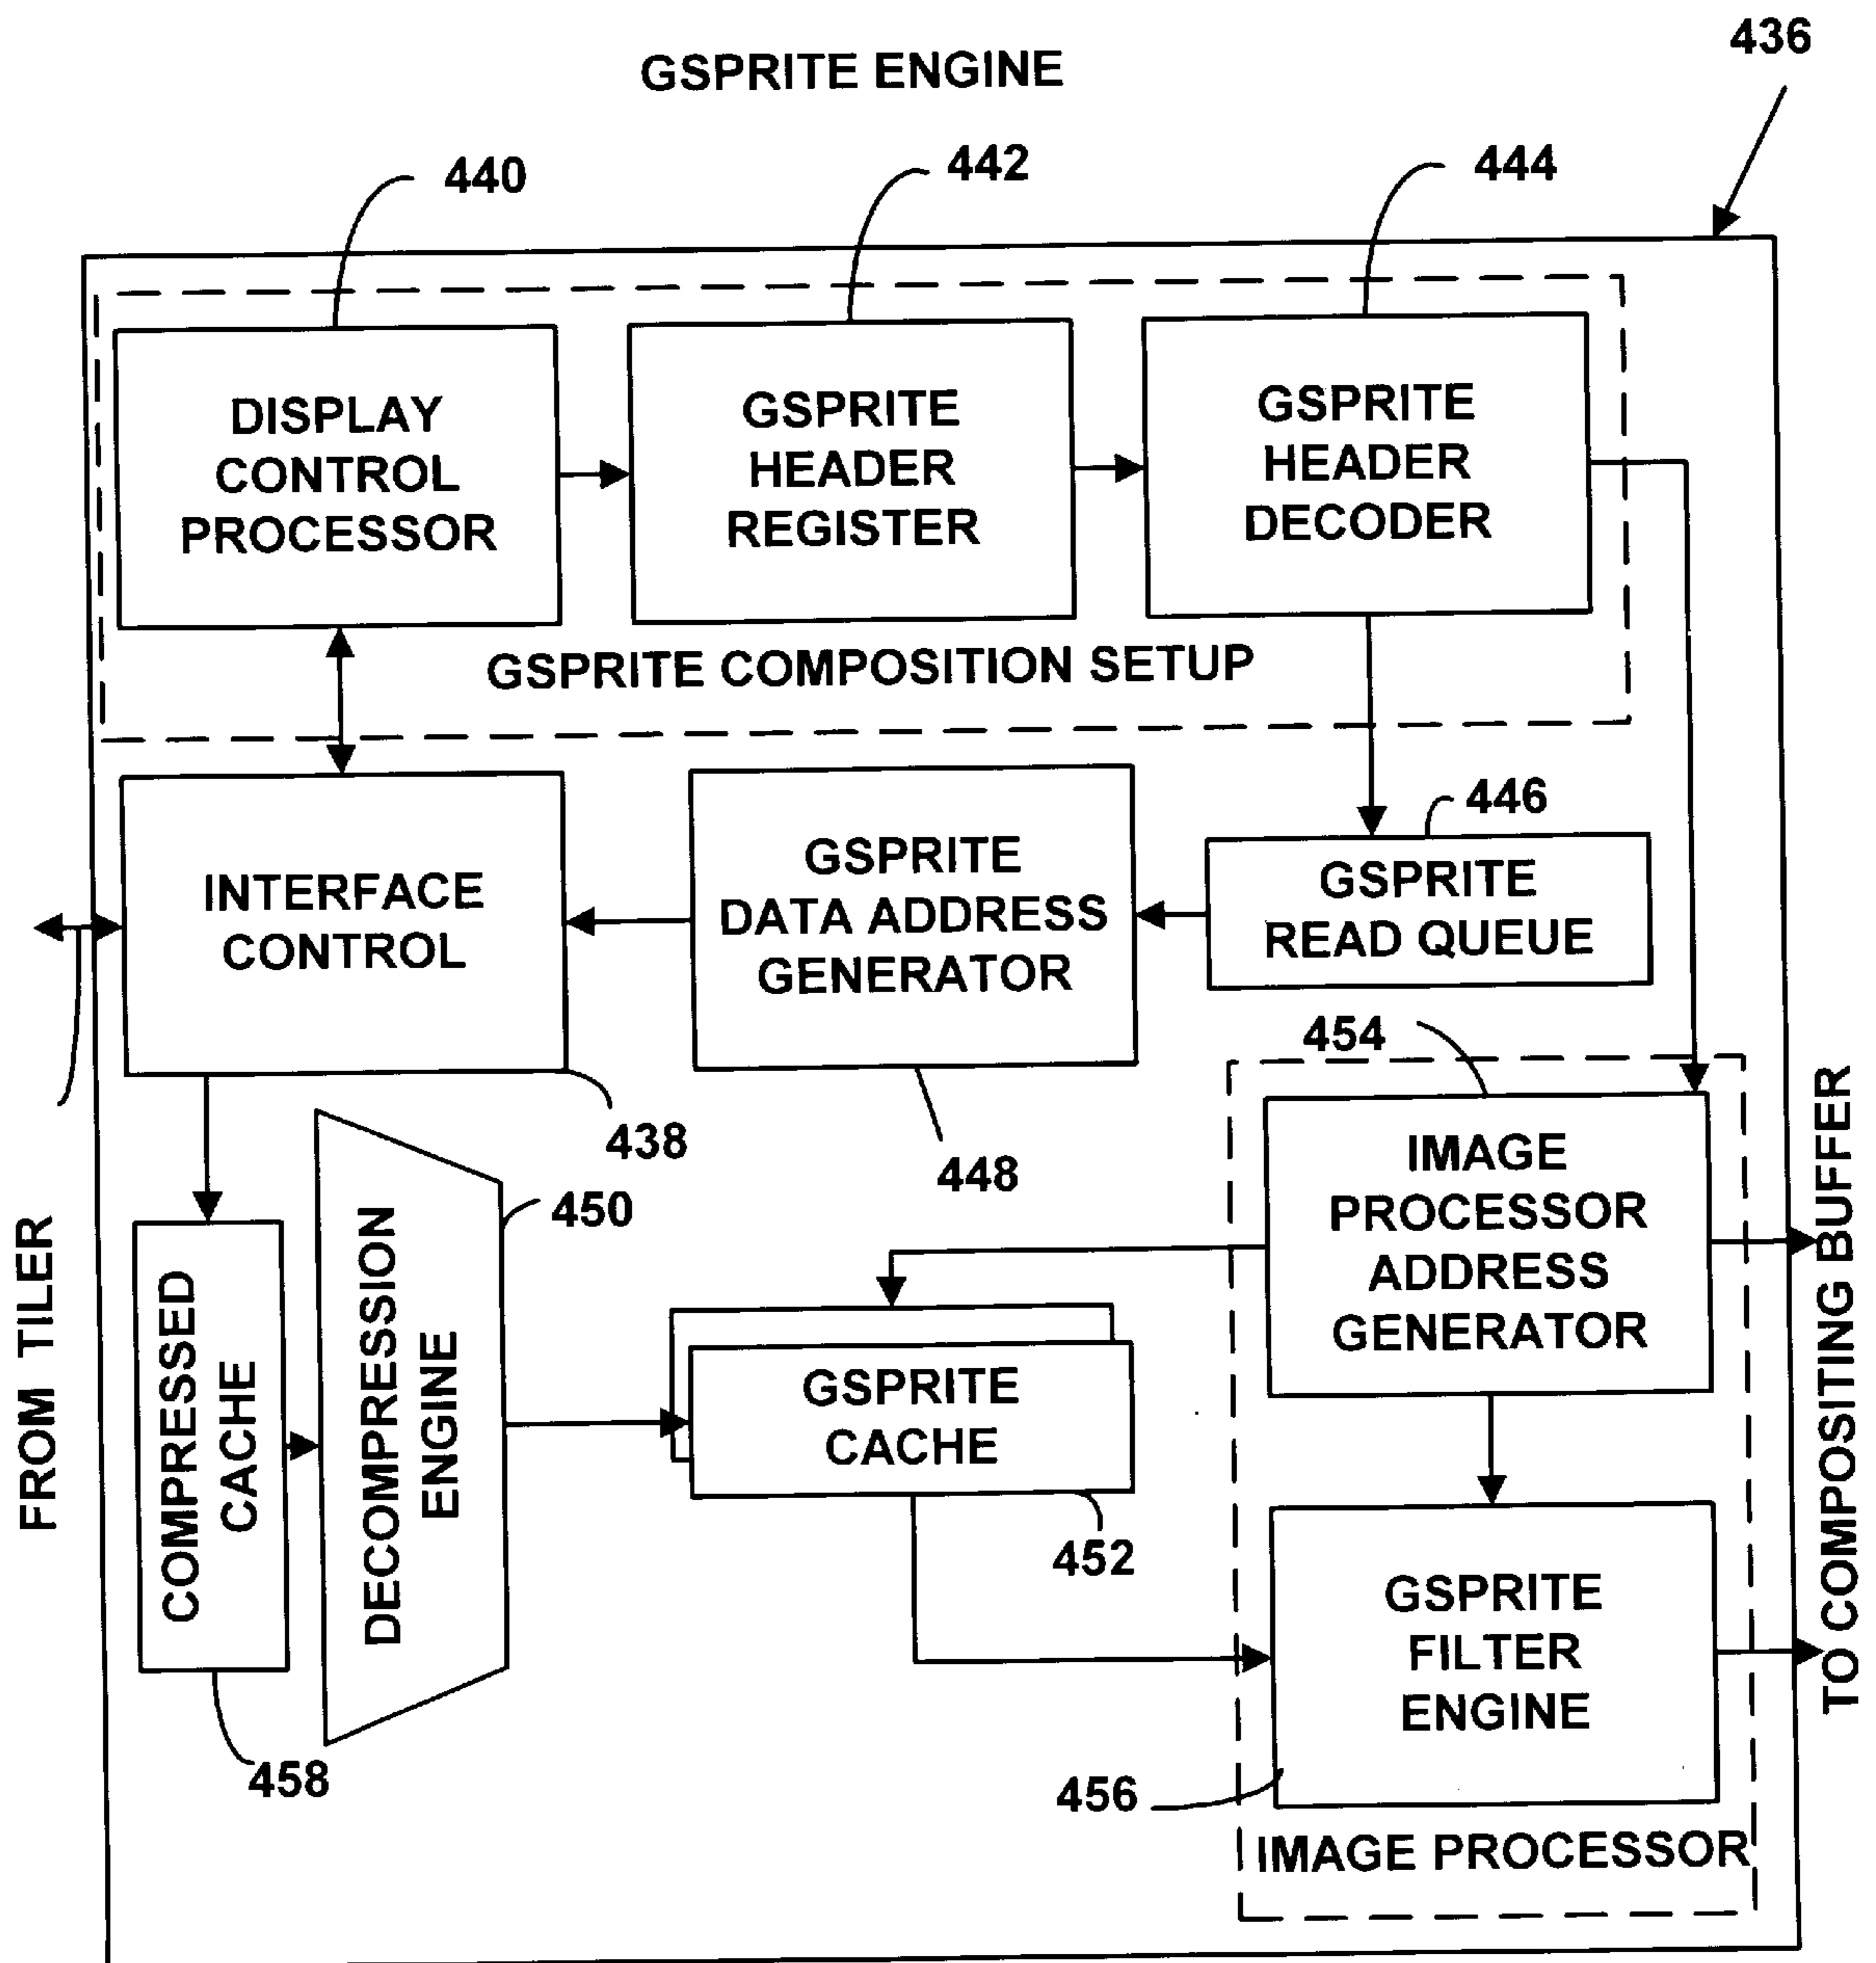 436
GSPRITE ENGINE
440
442
444
DISPLAY
CONTROL
PROCESSOR
GSPRITE
HEADER
REGISTER
GSPRITE
HEADER
DECODER
GSPRITE COMPOSITION SETUP
446
INTERFACE
CONTROL
GSPRITE
DATA ADDRESS
GENERATOR
GSPRITE
READ QUEUE
438
448
454
450
FROM TILER
COMPRESSED
CACHE
DECOMPRESSION
ENGINE
GSPRITE
CACHE
452
IMAGE
PROCESSOR
ADDRESS
GENERATOR
TO COMPOSITING BUFFER
GSPRITE
FILTER
ENGINE
458
456
IMAGE PROCESSOR